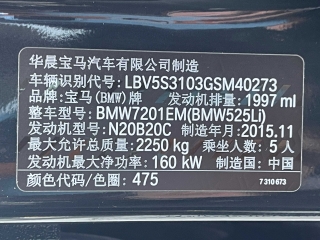 华晨宝马汽车有限公司制造
车辆识别代号: LBV5S3103GSM40273
品牌: 宝马(BMW)牌 发动机排量: 1997 ml
整车型号: BMW7201EM(BMW525Li)
发动机型号: N20B20C 制造年月: 2015.11
最大允许总质量: 2250 kg 乘坐人数: 5 人
发动机最大净功率: 160 kW 制造国: 中国
颜色代码/色圈: 475
7 310 673